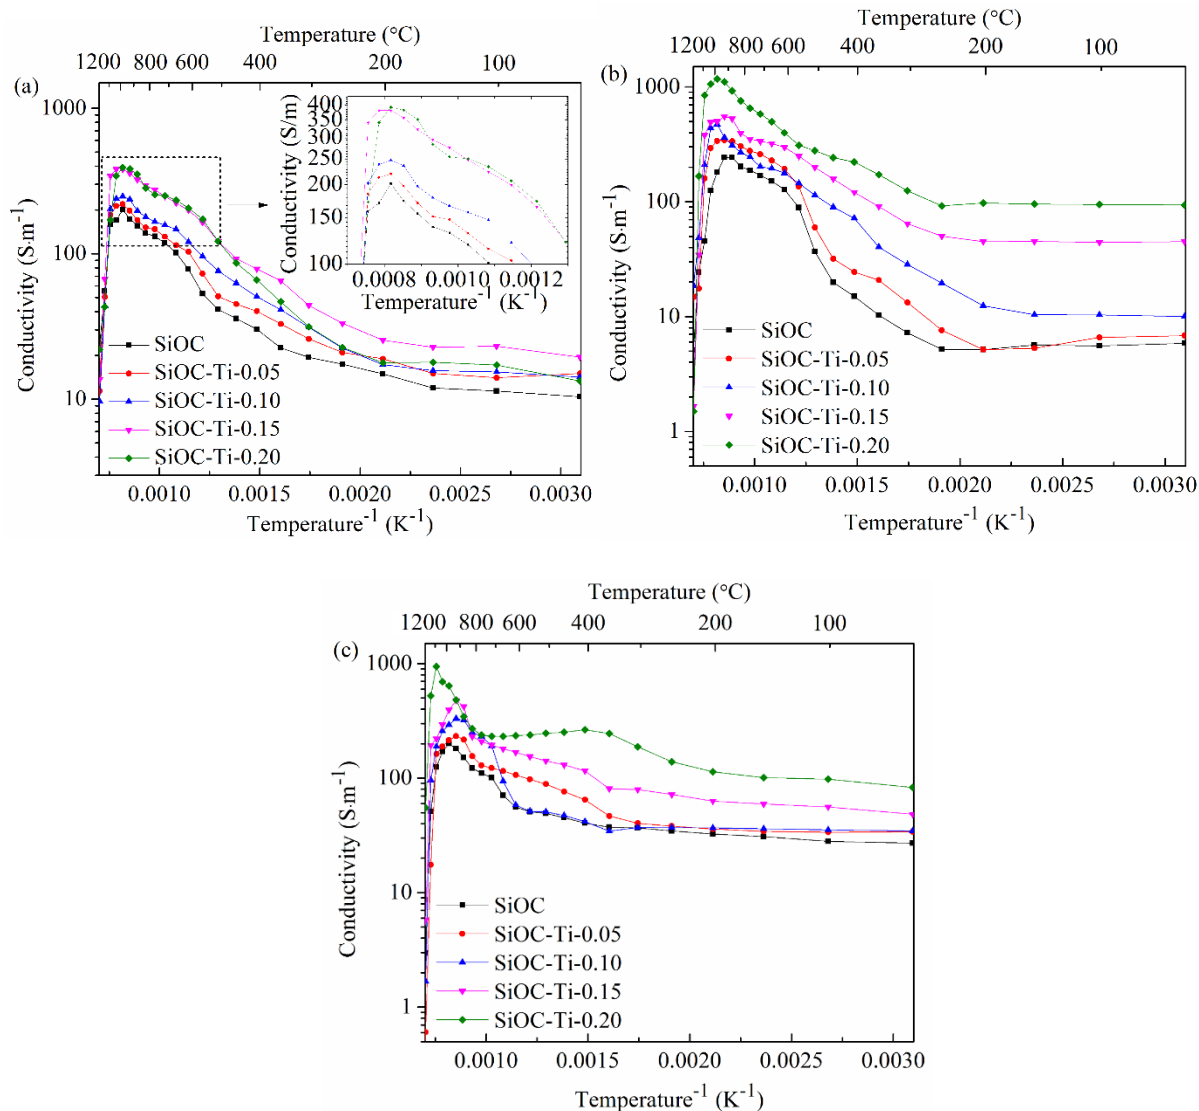 Temperature (°C)
1200 1000 800 600 400 200 100
(a)
1000
100
10
Conductivity (S·m⁻¹)
400
350
300
250
200
150
100
Conductivity (S/m)
0.0008 0.0010 0.0012
Temperature⁻¹ (K⁻¹)
SiOC
SiOC-Ti-0.05
SiOC-Ti-0.10
SiOC-Ti-0.15
SiOC-Ti-0.20
0.0010 0.0015 0.0020 0.0025 0.0030
Temperature⁻¹ (K⁻¹)
Temperature (°C)
1200 1000 800 600 400 200 100
(b)
1000
100
10
1
Conductivity (S·m⁻¹)
SiOC
SiOC-Ti-0.05
SiOC-Ti-0.10
SiOC-Ti-0.15
SiOC-Ti-0.20
0.0010 0.0015 0.0020 0.0025 0.0030
Temperature⁻¹ (K⁻¹)
Temperature (°C)
1200 1000 800 600 400 200 100
(c)
1000
100
10
1
Conductivity (S·m⁻¹)
SiOC
SiOC-Ti-0.05
SiOC-Ti-0.10
SiOC-Ti-0.15
SiOC-Ti-0.20
0.0010 0.0015 0.0020 0.0025 0.0030
Temperature⁻¹ (K⁻¹)